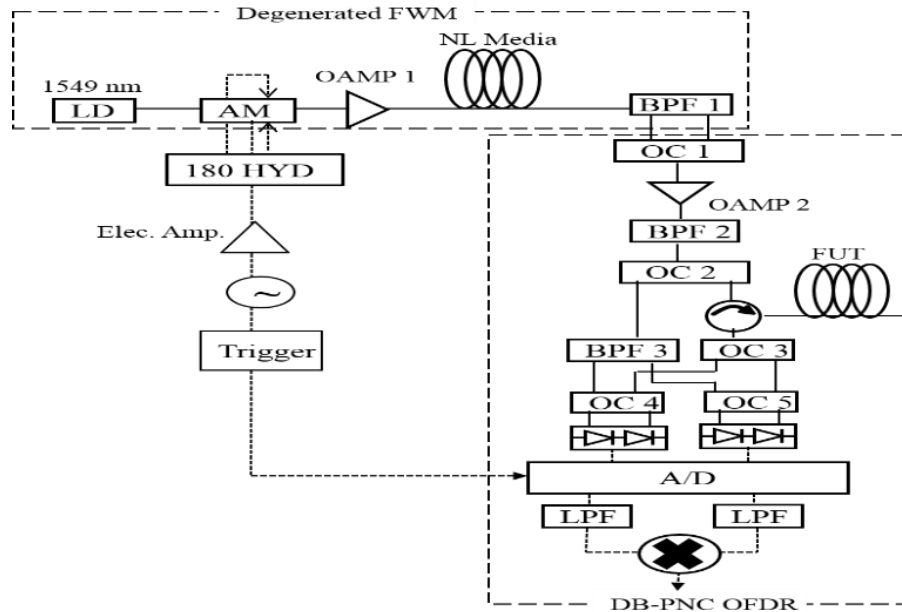 Degenerated FWM
NL Media
OAMP 1
1549 nm
LD
AM
BPF 1
180 HYD
OC 1
OAMP 2
Elec. Amp.
BPF 2
FUT
OC 2
~
Trigger
BPF 3
OC 3
OC 4
OC 5
A/D
LPF
LPF
DB-PNC OFDR